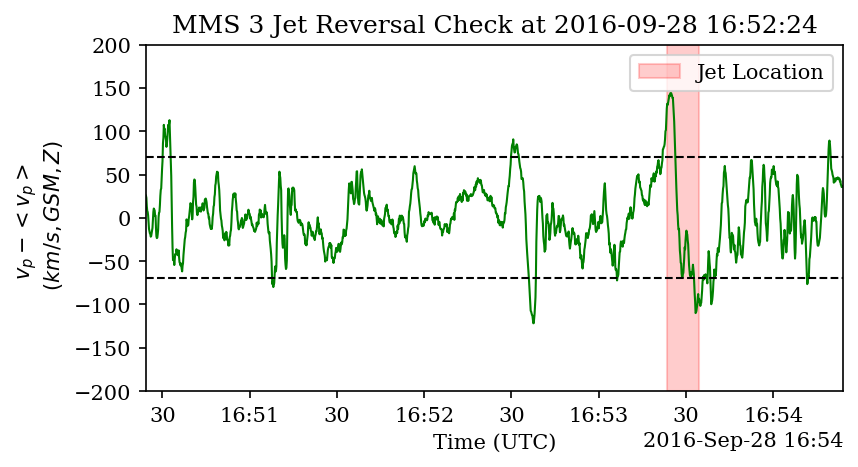 MMS 3 Jet Reversal Check at 2016-09-28 16:52:24
200
150
100
50
0
−50
−100
−150
−200
v_p − <v_p>
(km/s, GSM, Z)
Jet Location
30 16:51 30 16:52 30 16:53 30 16:54
Time (UTC)
2016-Sep-28 16:54